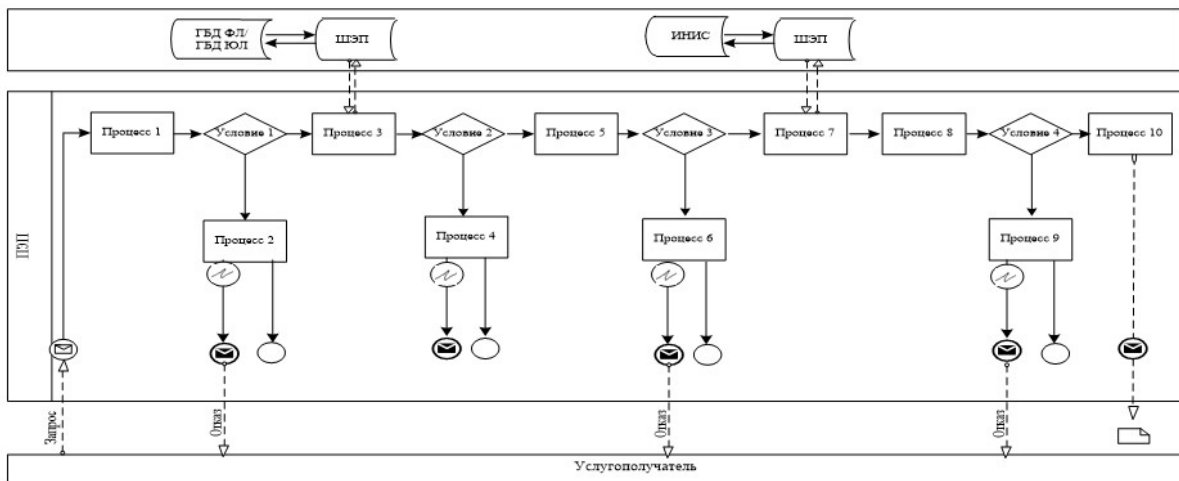 ГБД ФЛ/
ГБД ЮЛ
ШЭП
ИНИС
ШЭП
Процесс 1
Условие 1
Процесс 3
Условие 2
Процесс 5
Условие 3
Процесс 7
Процесс 8
Условие 4
Процесс 10
Процесс 2
Процесс 4
Процесс 6
Процесс 9
Запрос
Отказ
Отказ
Отказ
Услугополучатель